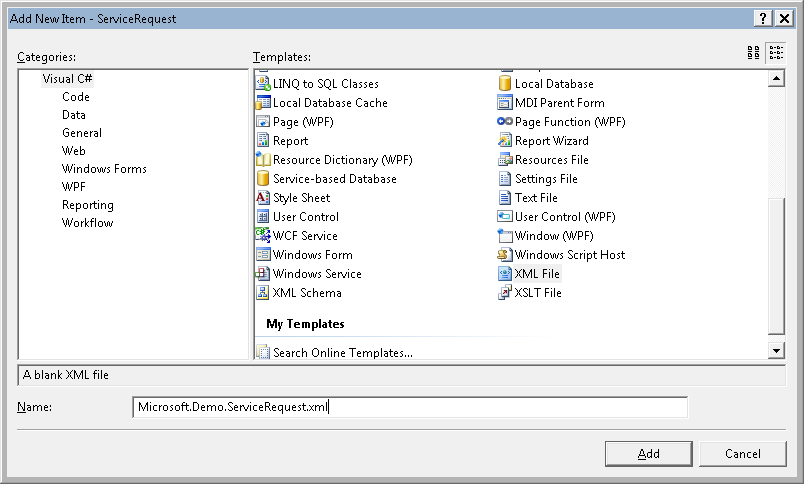 Add New Item - ServiceRequest
Categories:
Templates:
Visual C#
Code
Data
General
Web
Windows Forms
WPF
Reporting
Workflow
LINQ to SQL Classes
Local Database
Local Database Cache
MDI Parent Form
Page (WPF)
Page Function (WPF)
Report
Report Wizard
Resource Dictionary (WPF)
Resources File
Service-based Database
Settings File
Style Sheet
Text File
User Control
User Control (WPF)
WCF Service
Window (WPF)
Windows Form
Windows Script Host
Windows Service
XML File
XML Schema
XSLT File
My Templates
Search Online Templates...
A blank XML file
Name:
Microsoft.Demo.ServiceRequest.xml
Add
Cancel